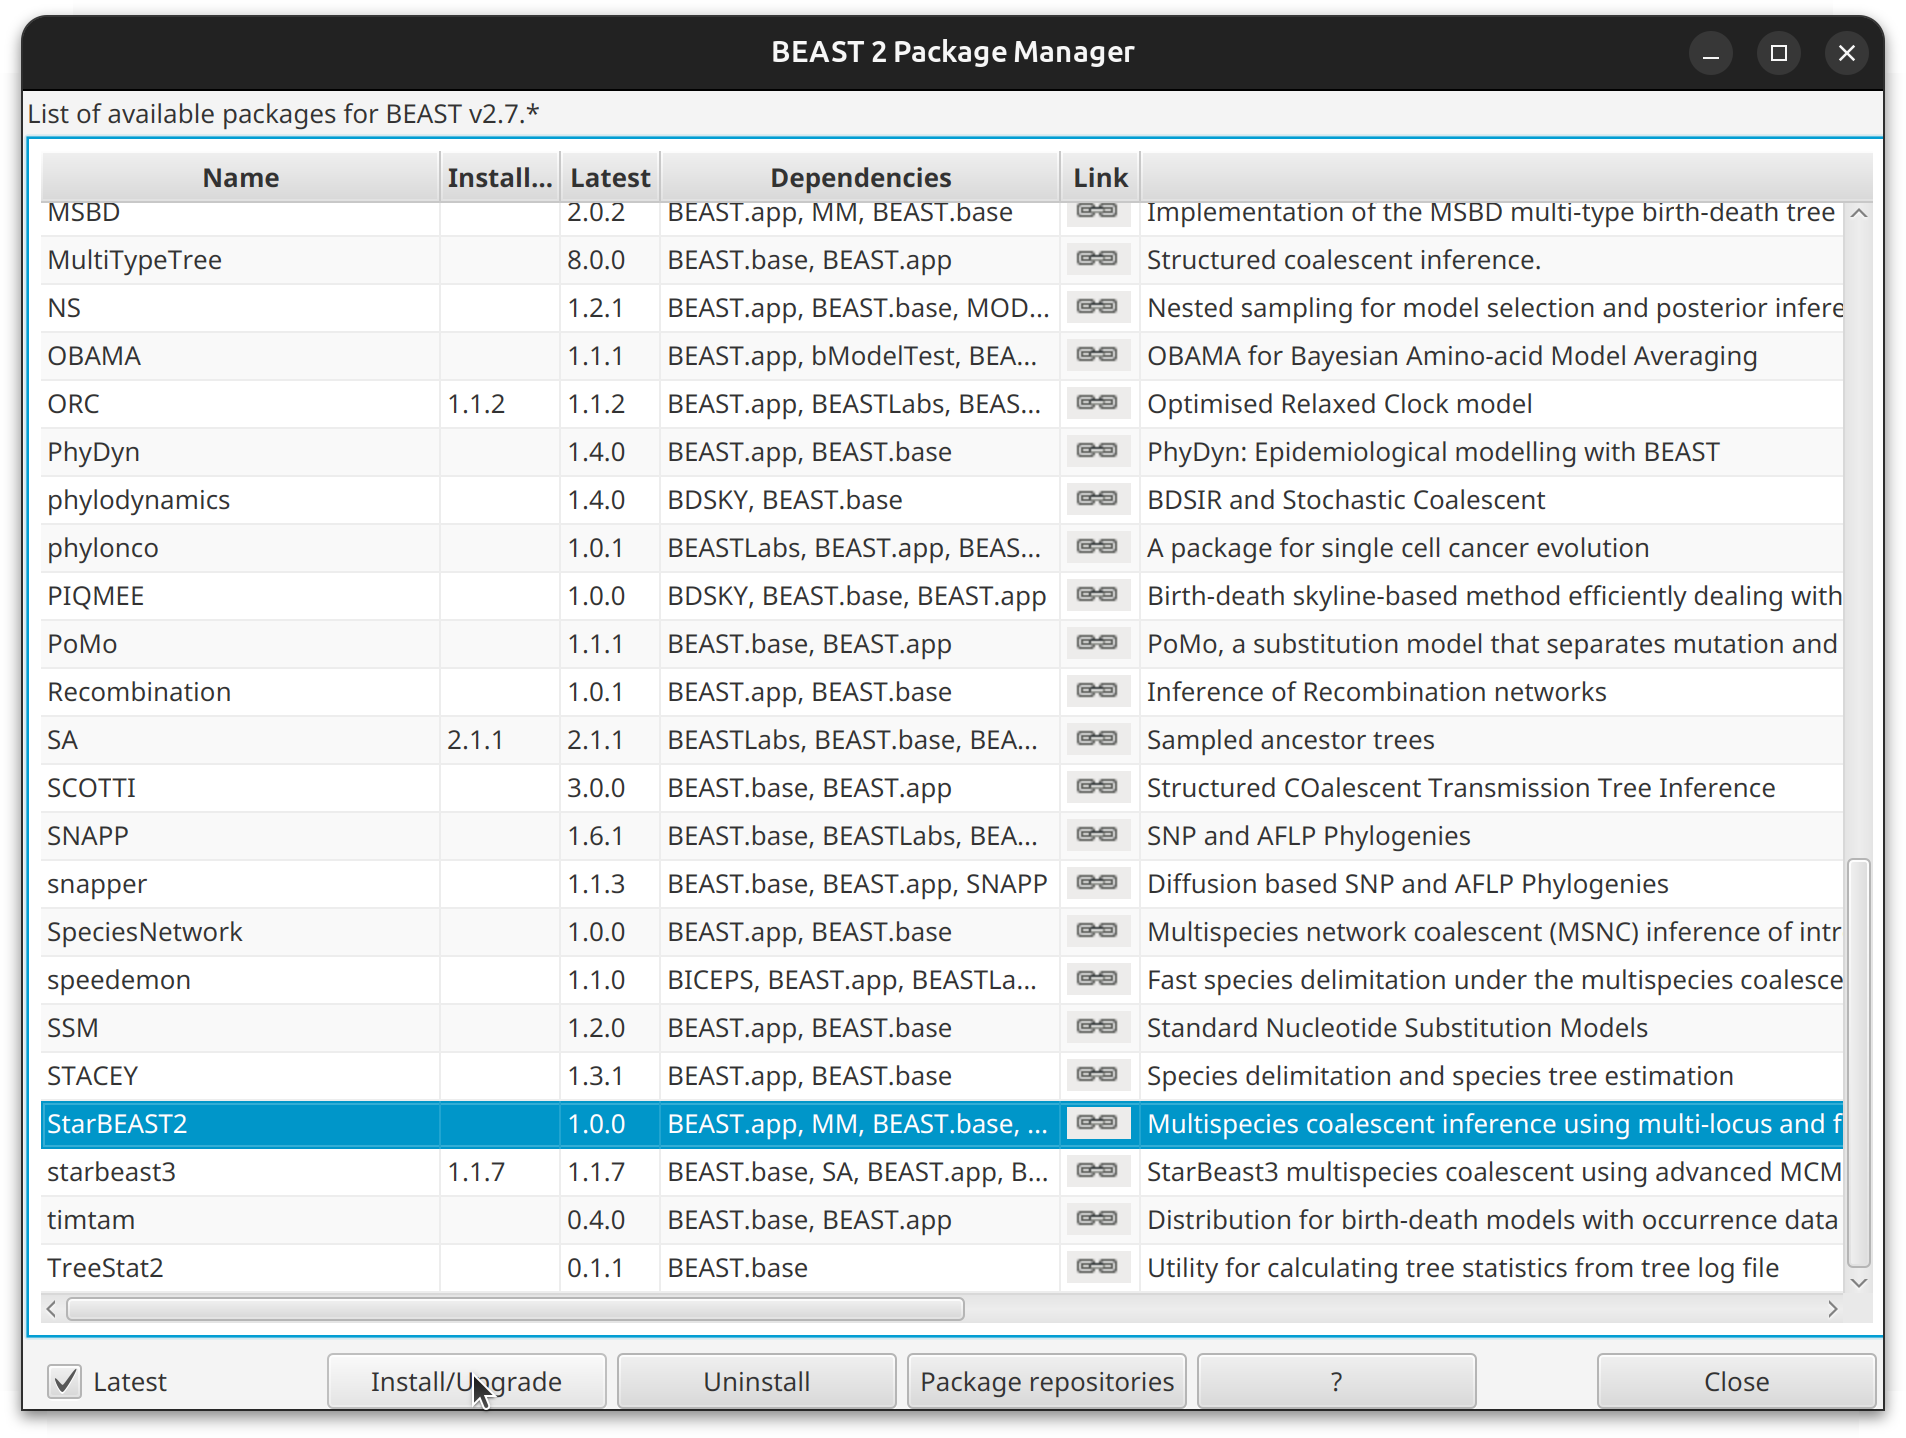 BEAST 2 Package Manager
List of available packages for BEAST v2.7.*
Name Install... Latest Dependencies Link
MSBD 2.0.2 BEAST.app, MM, BEAST.base Implementation of the MSBD multi-type birth-death tree
MultiTypeTree 8.0.0 BEAST.base, BEAST.app Structured coalescent inference.
NS 1.2.1 BEAST.app, BEAST.base, MOD... Nested sampling for model selection and posterior infere
OBAMA 1.1.1 BEAST.app, bModelTest, BEA... OBAMA for Bayesian Amino-acid Model Averaging
ORC 1.1.2 1.1.2 BEAST.app, BEASTLabs, BEAS... Optimised Relaxed Clock model
PhyDyn 1.4.0 BEAST.app, BEAST.base PhyDyn: Epidemiological modelling with BEAST
phylodynamics 1.4.0 BDSKY, BEAST.base BDSIR and Stochastic Coalescent
phylonco 1.0.1 BEASTLabs, BEAST.app, BEAS... A package for single cell cancer evolution
PIQMEE 1.0.0 BDSKY, BEAST.base, BEAST.app Birth-death skyline-based method efficiently dealing with
PoMo 1.1.1 BEAST.base, BEAST.app PoMo, a substitution model that separates mutation and
Recombination 1.0.1 BEAST.app, BEAST.base Inference of Recombination networks
SA 2.1.1 2.1.1 BEASTLabs, BEAST.base, BEA... Sampled ancestor trees
SCOTTI 3.0.0 BEAST.base, BEAST.app Structured COalescent Transmission Tree Inference
SNAPP 1.6.1 BEAST.base, BEASTLabs, BEA... SNP and AFLP Phylogenies
snapper 1.1.3 BEAST.base, BEAST.app, SNAPP Diffusion based SNP and AFLP Phylogenies
SpeciesNetwork 1.0.0 BEAST.app, BEAST.base Multispecies network coalescent (MSNC) inference of intr
speedemon 1.1.0 BICEPS, BEAST.app, BEASTLa... Fast species delimitation under the multispecies coalesce
SSM 1.2.0 BEAST.app, BEAST.base Standard Nucleotide Substitution Models
STACEY 1.3.1 BEAST.app, BEAST.base Species delimitation and species tree estimation
StarBEAST2 1.0.0 BEAST.app, MM, BEAST.base, ... Multispecies coalescent inference using multi-locus and f
starbeast3 1.1.7 1.1.7 BEAST.base, SA, BEAST.app, B... StarBeast3 multispecies coalescent using advanced MCM
timtam 0.4.0 BEAST.base, BEAST.app Distribution for birth-death models with occurrence data
TreeStat2 0.1.1 BEAST.base Utility for calculating tree statistics from tree log file
Latest Install/Upgrade Uninstall Package repositories ? Close